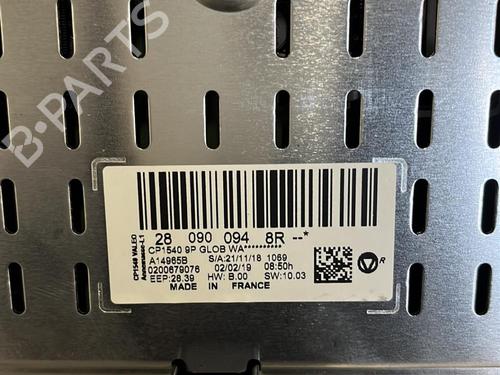 B-PARTS
28 090 094 8R --*
CP1540 9P GLOB WA**********
A14965B S/A:21/11/18 1069
0200679076 02/02/19 08:50h
EEP:28.39 HW: B.00 SW:10.03
MADE IN FRANCE
CP1548 VALEO
R